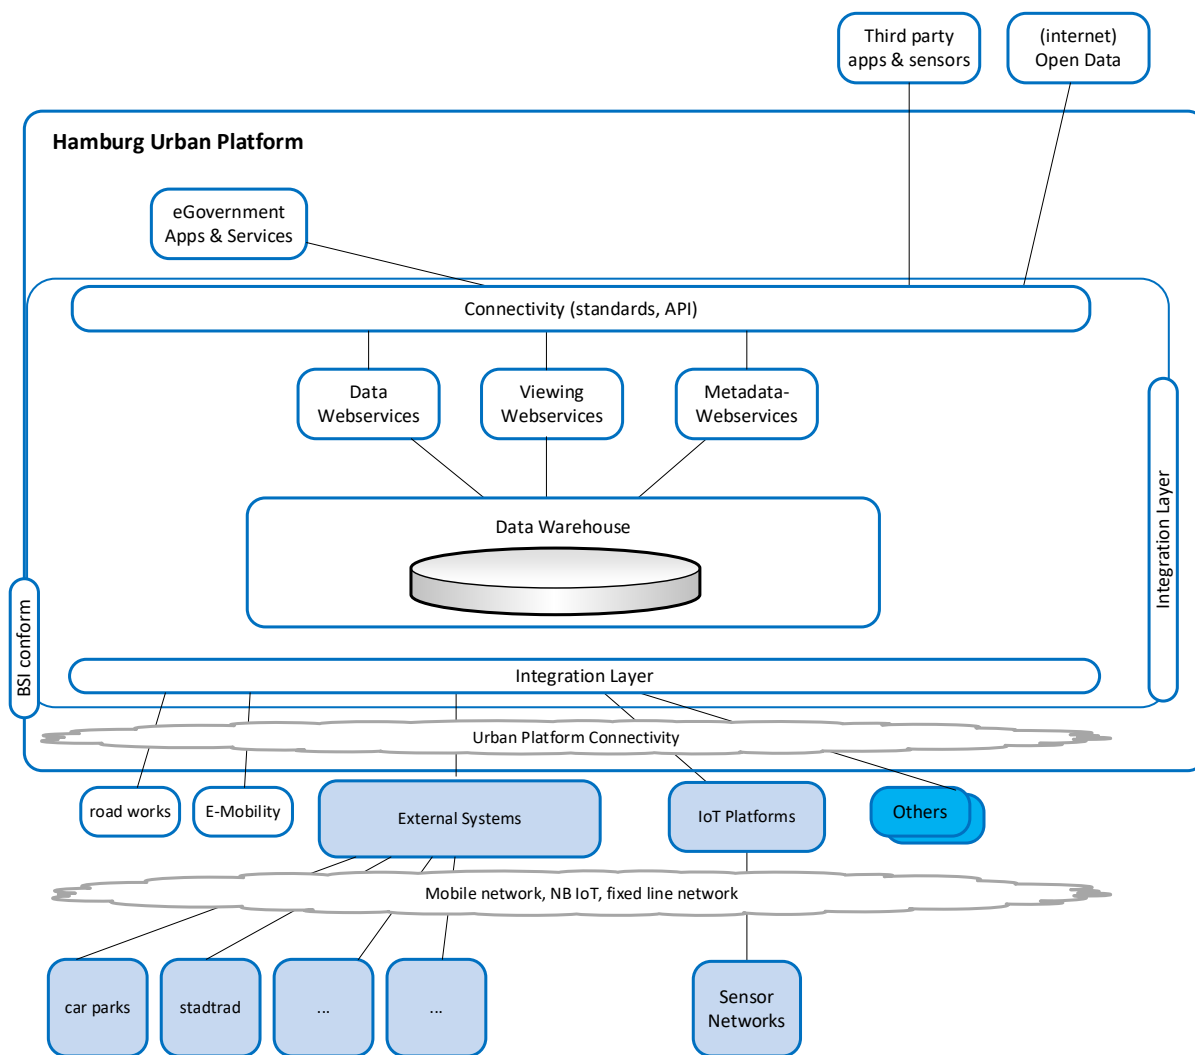 Third party
apps & sensors
(internet)
Open Data
Hamburg Urban Platform
eGovernment
Apps & Services
Connectivity (standards, API)
Data
Webservices
Viewing
Webservices
Metadata-
Webservices
Data Warehouse
Integration Layer
BSI conform
Integration Layer
Urban Platform Connectivity
road works
E-Mobility
External Systems
IoT Platforms
Others
Mobile network, NB IoT, fixed line network
car parks
stadtrad
...
...
Sensor
Networks